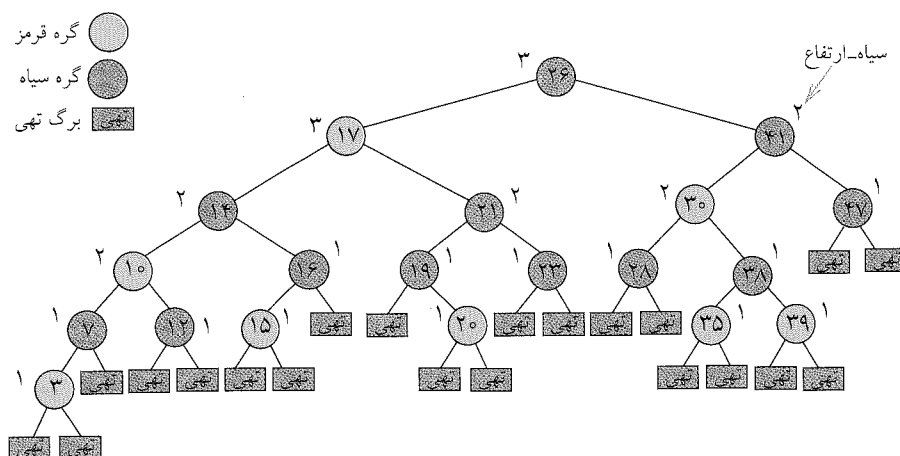 گره قرمز
گره سیاه
تهی برگ تهی
سیاه-ارتفاع
۳ ۲۶
۲ ۴۱
۳ ۱۷
۲ ۱۴
۲ ۲۱
۲ ۳۰
۱ ۴۷
۲ ۱۰
۱ ۱۶
۱۹ ۱
۱ ۲۳
۱ ۲۸
۳۸ ۱
تهی تهی
۱ ۷
۱۲ ۱
۱۵ ۱
تهی
تهی
۱ ۲۰
تهی تهی
تهی تهی
۳۵ ۱
۳۹ ۱
۱ ۳
تهی
تهی تهی
تهی تهی
تهی تهی
تهی تهی
تهی تهی
تهی تهی